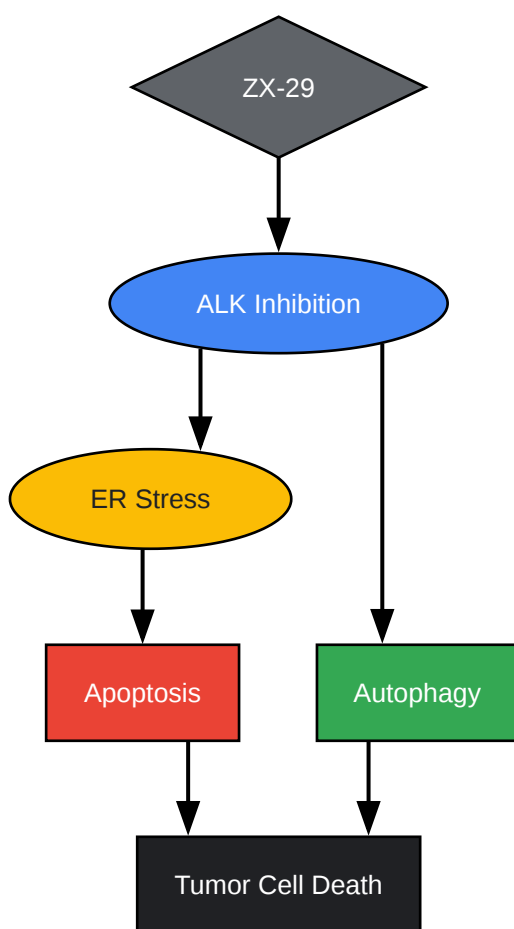 ZX-29
ALK Inhibition
ER Stress
Apoptosis
Autophagy
Tumor Cell Death